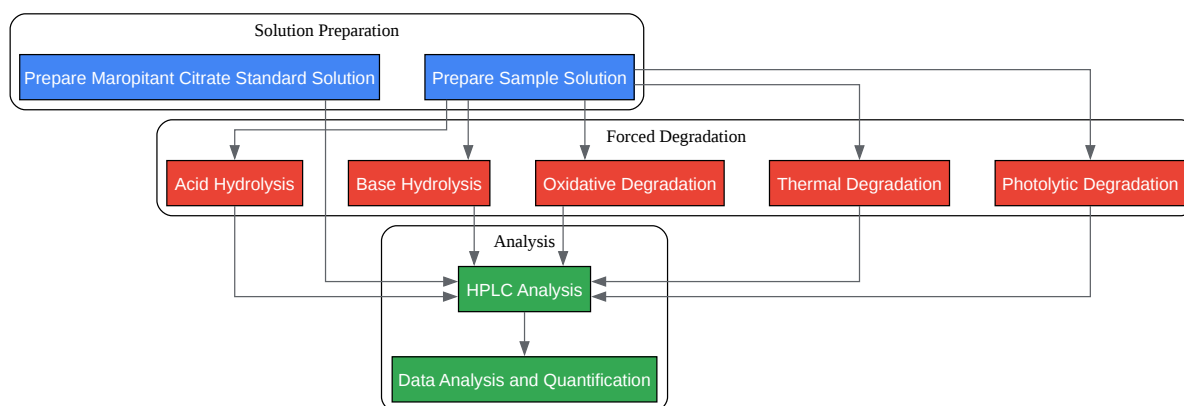 Solution Preparation
Prepare Maropitant Citrate Standard Solution
Prepare Sample Solution
Forced Degradation
Acid Hydrolysis
Base Hydrolysis
Oxidative Degradation
Thermal Degradation
Photolytic Degradation
Analysis
HPLC Analysis
Data Analysis and Quantification